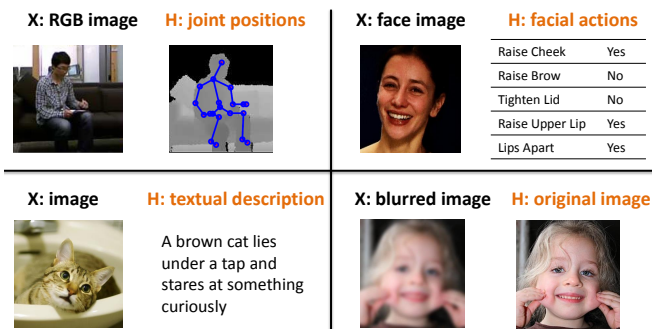 X: RGB image
H: joint positions
X: face image
H: facial actions
Raise Cheek Yes
Raise Brow No
Tighten Lid No
Raise Upper Lip Yes
Lips Apart Yes
X: image
H: textual description
A brown cat lies
under a tap and
stares at something
curiously
X: blurred image
H: original image